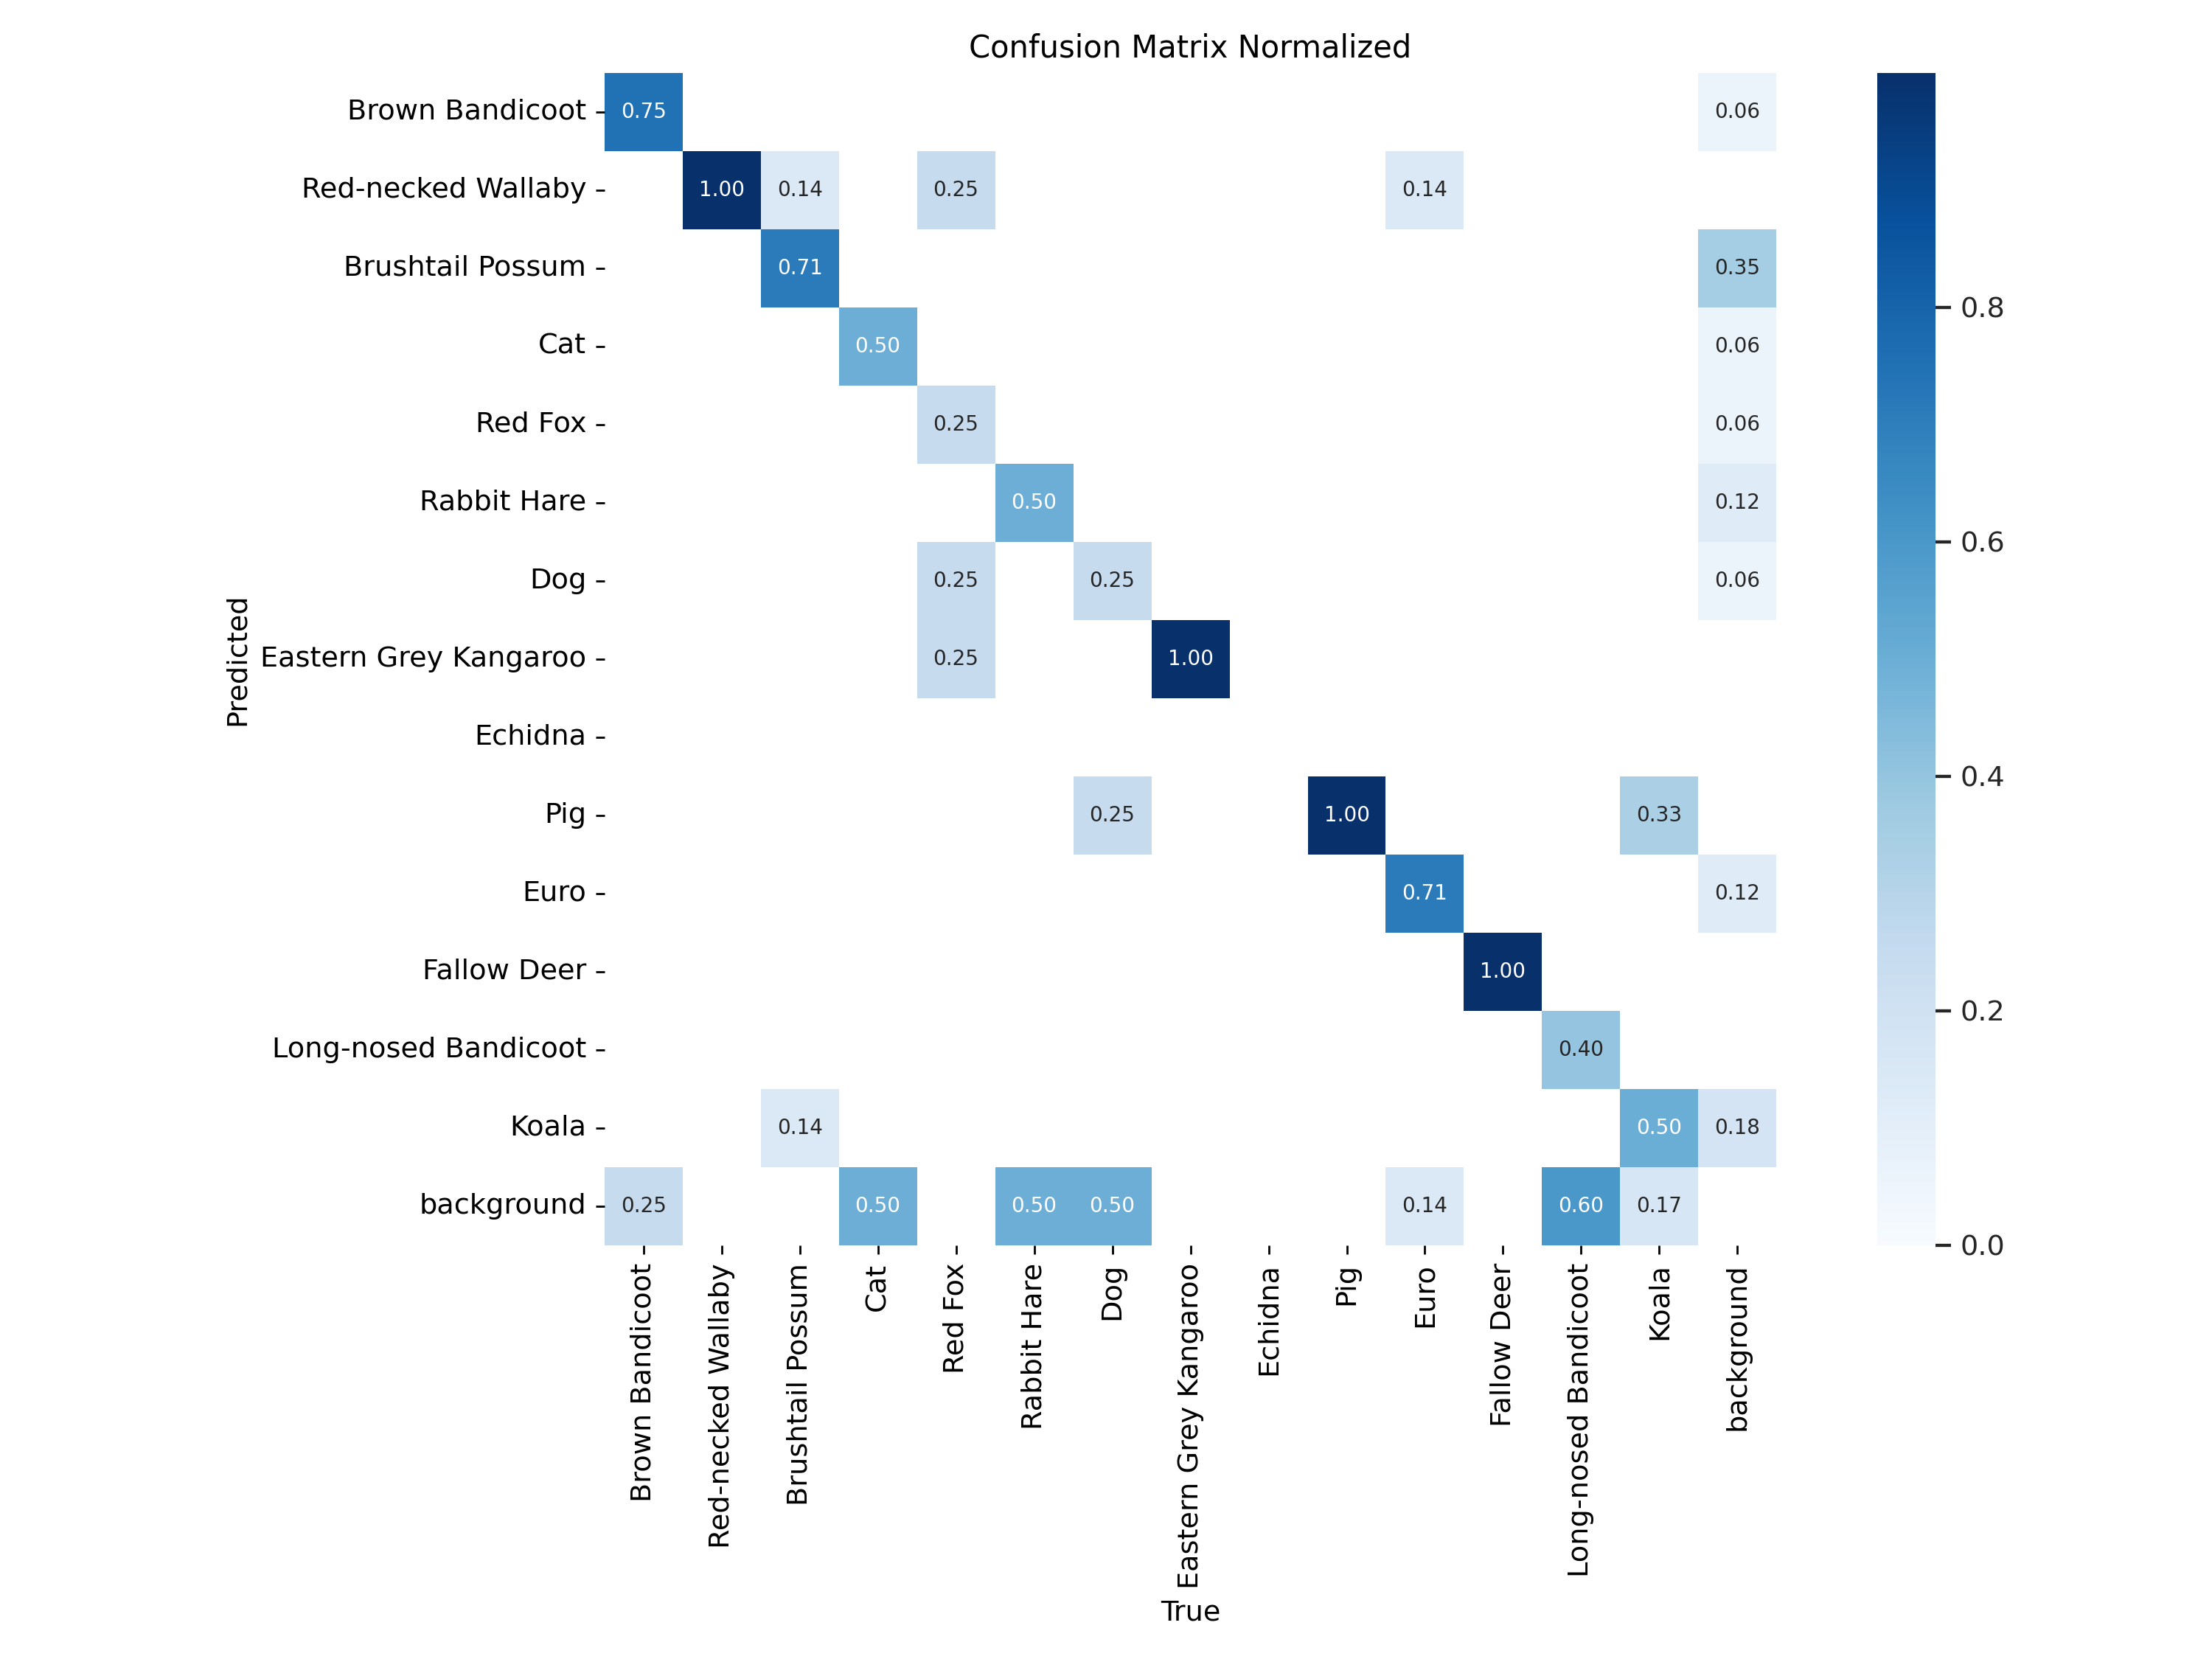 Confusion Matrix Normalized
Brown Bandicoot 0.75 0.06
Red-necked Wallaby 1.00 0.14 0.25 0.14
Brushtail Possum 0.71 0.35
0.8
Cat 0.50 0.06
Red Fox 0.25 0.06
Rabbit Hare 0.50 0.12
0.6
Dog 0.25 0.25 0.06
Predicted
Eastern Grey Kangaroo 0.25 1.00
Echidna
0.4
Pig 0.25 1.00 0.33
Euro 0.71 0.12
Fallow Deer 1.00
0.2
Long-nosed Bandicoot 0.40
Koala 0.14 0.50 0.18
background 0.25 0.50 0.50 0.50 0.14 0.60 0.17
0.0
Brown Bandicoot
Red-necked Wallaby
Brushtail Possum
Cat
Red Fox
Rabbit Hare
Dog
Eastern Grey Kangaroo
Echidna
Pig
Euro
Fallow Deer
Long-nosed Bandicoot
Koala
background
True